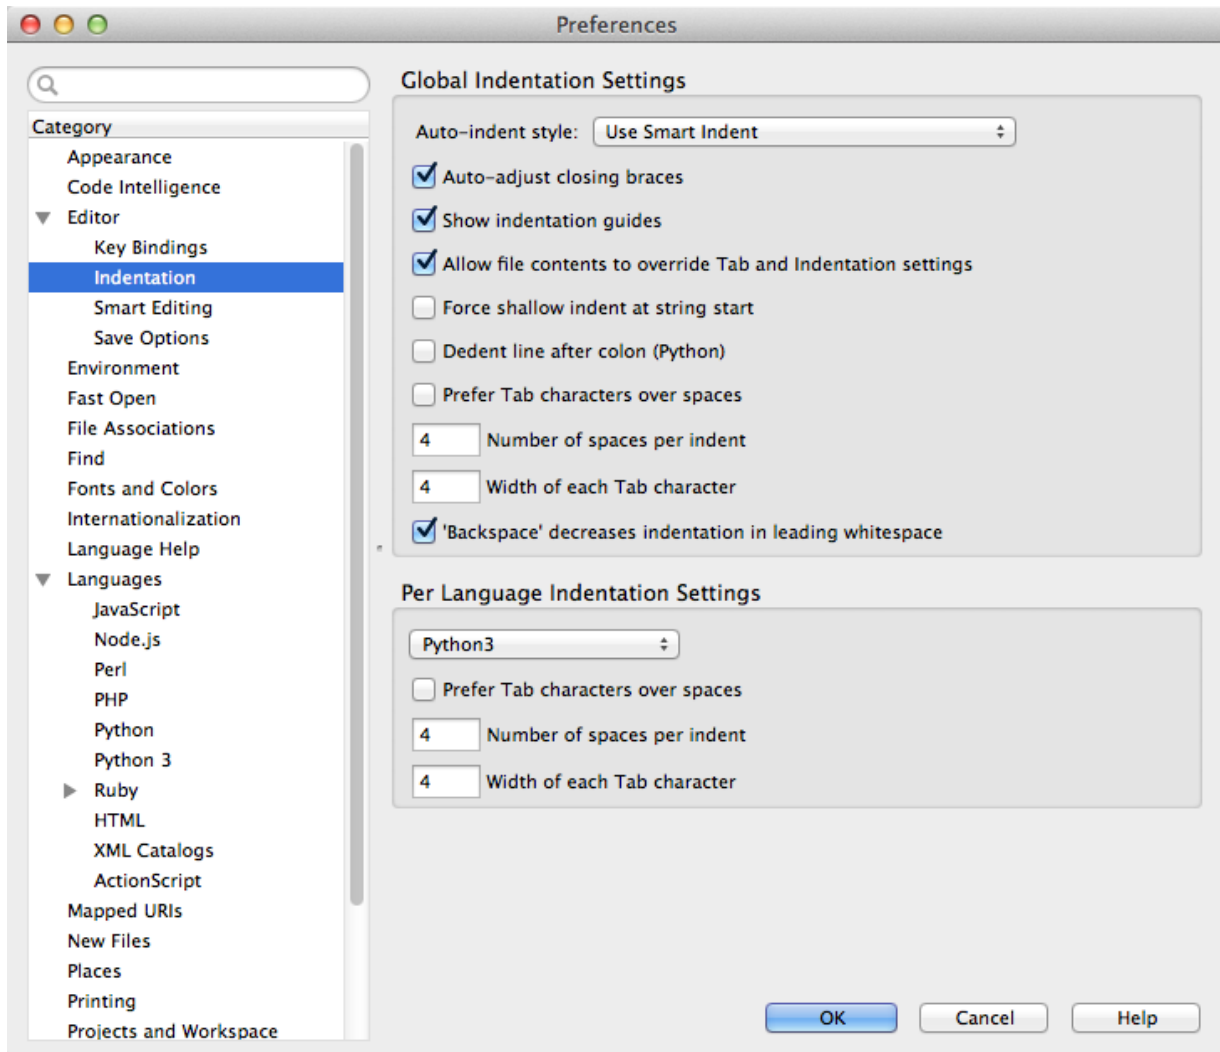 Preferences
Category
Appearance
Code Intelligence
Editor
Key Bindings
Indentation
Smart Editing
Save Options
Environment
Fast Open
File Associations
Find
Fonts and Colors
Internationalization
Language Help
Languages
JavaScript
Node.js
Perl
PHP
Python
Python 3
Ruby
HTML
XML Catalogs
ActionScript
Mapped URIs
New Files
Places
Printing
Projects and Workspace
Global Indentation Settings
Auto-indent style: Use Smart Indent
Auto-adjust closing braces
Show indentation guides
Allow file contents to override Tab and Indentation settings
Force shallow indent at string start
Dedent line after colon (Python)
Prefer Tab characters over spaces
4 Number of spaces per indent
4 Width of each Tab character
'Backspace' decreases indentation in leading whitespace
Per Language Indentation Settings
Python3
Prefer Tab characters over spaces
4 Number of spaces per indent
4 Width of each Tab character
OK Cancel Help